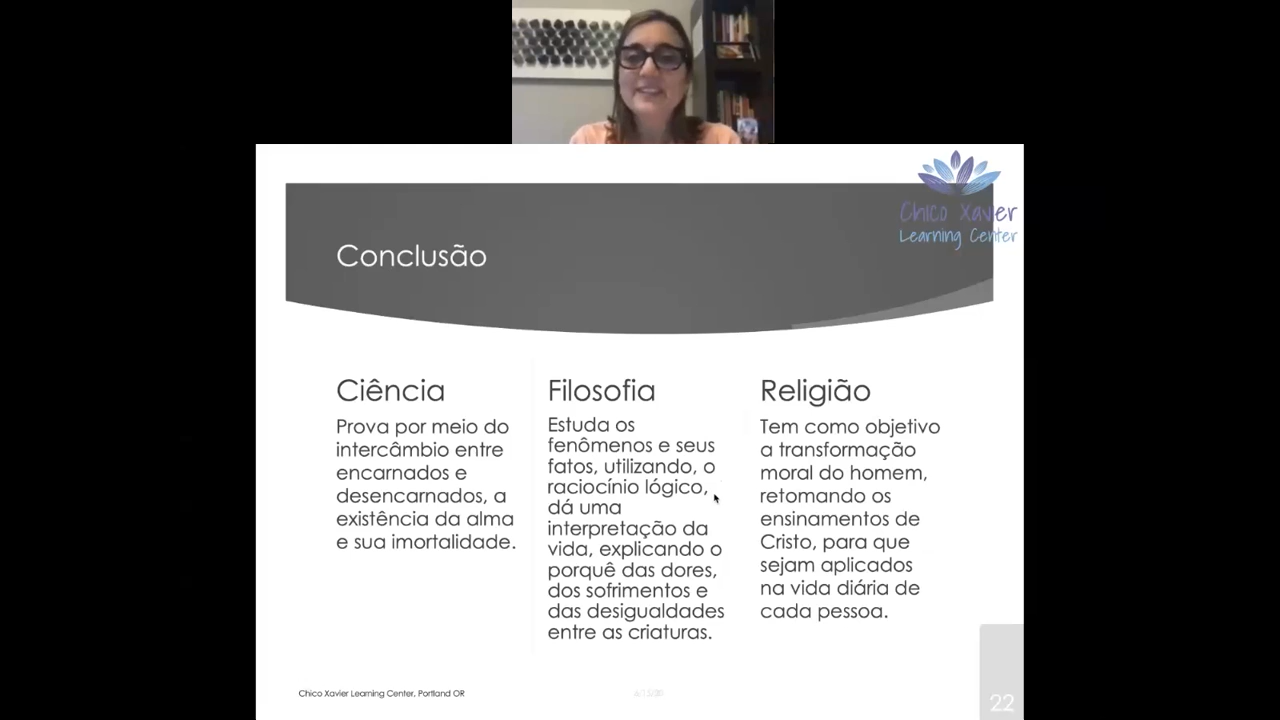 Chico Xavier
Learning Center
Conclusão
Ciência
Prova por meio do
intercâmbio entre
encarnados e
desencarnados, a
existência da alma
e sua imortalidade.
Filosofia
Estuda os
fenômenos e seus
fatos, utilizando, o
raciocínio lógico,
dá uma
interpretação da
vida, explicando o
porquê das dores,
dos sofrimentos e
das desigualdades
entre as criaturas.
Religião
Tem como objetivo
a transformação
moral do homem,
retomando os
ensinamentos de
Cristo, para que
sejam aplicados
na vida diária de
cada pessoa.
Chico Xavier Learning Center, Portland OR
22